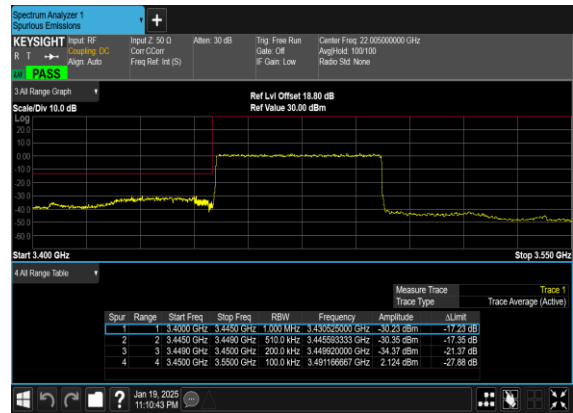 Spectrum Analyzer 1
Spurious Emissions
KEYSIGHT Input: RF Input Z: 50 Ω Atten: 30 dB Trig: Free Run Center Freq: 22.005000000 GHz
R T Coupling: DC Corr CCorr Gate: Off Avg|Hold: 100/100
Align: Auto Freq Ref: Int (S) IF Gain: Low Radio Std: None
LXI PASS
3 All Range Graph
Ref Lvl Offset 18.80 dB
Scale/Div 10.0 dB Ref Value 30.00 dBm
Log
20.0
10.0
0.00
-10.0
-20.0
-30.0
-40.0
-50.0
-60.0
Start 3.400 GHz Stop 3.550 GHz
4 All Range Table
Measure Trace Trace 1
Trace Type Trace Average (Active)
Spur Range Start Freq Stop Freq RBW Frequency Amplitude ΔLimit
1 1 3.4000 GHz 3.4450 GHz 1.000 MHz 3.430525000 GHz -30.23 dBm -17.23 dB
2 2 3.4450 GHz 3.4490 GHz 510.0 kHz 3.445593333 GHz -30.35 dBm -17.35 dB
3 3 3.4490 GHz 3.4500 GHz 200.0 kHz 3.449920000 GHz -34.37 dBm -21.37 dB
4 4 3.4500 GHz 3.5500 GHz 100.0 kHz 3.491166667 GHz 2.124 dBm -27.88 dB
Jan 19, 2025
11:10:43 PM